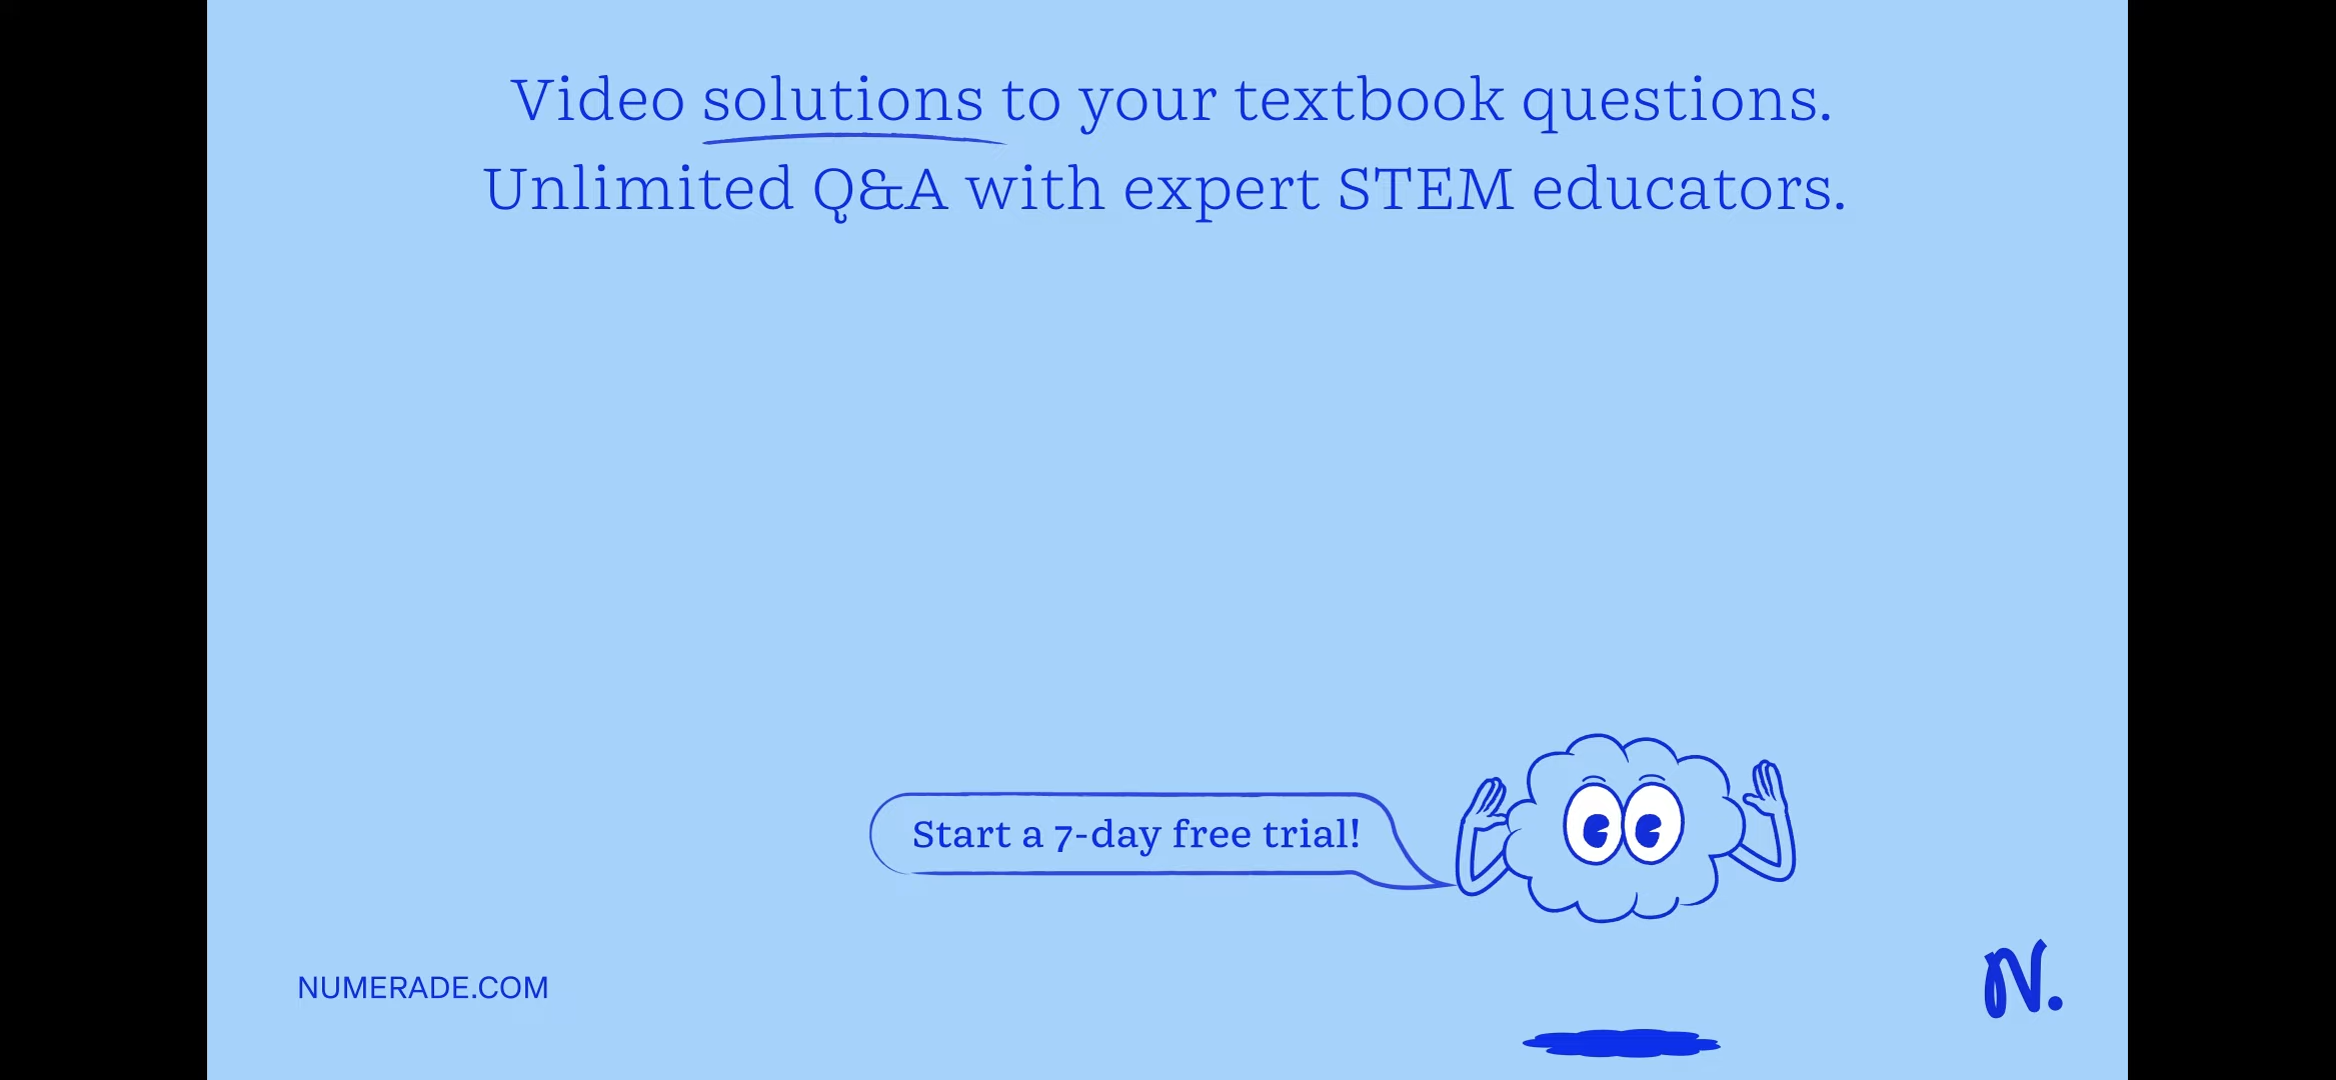 Video solutions to your textbook questions.
Unlimited Q&A with expert STEM educators.
Start a 7-day free trial!
NUMERADE.COM
N.